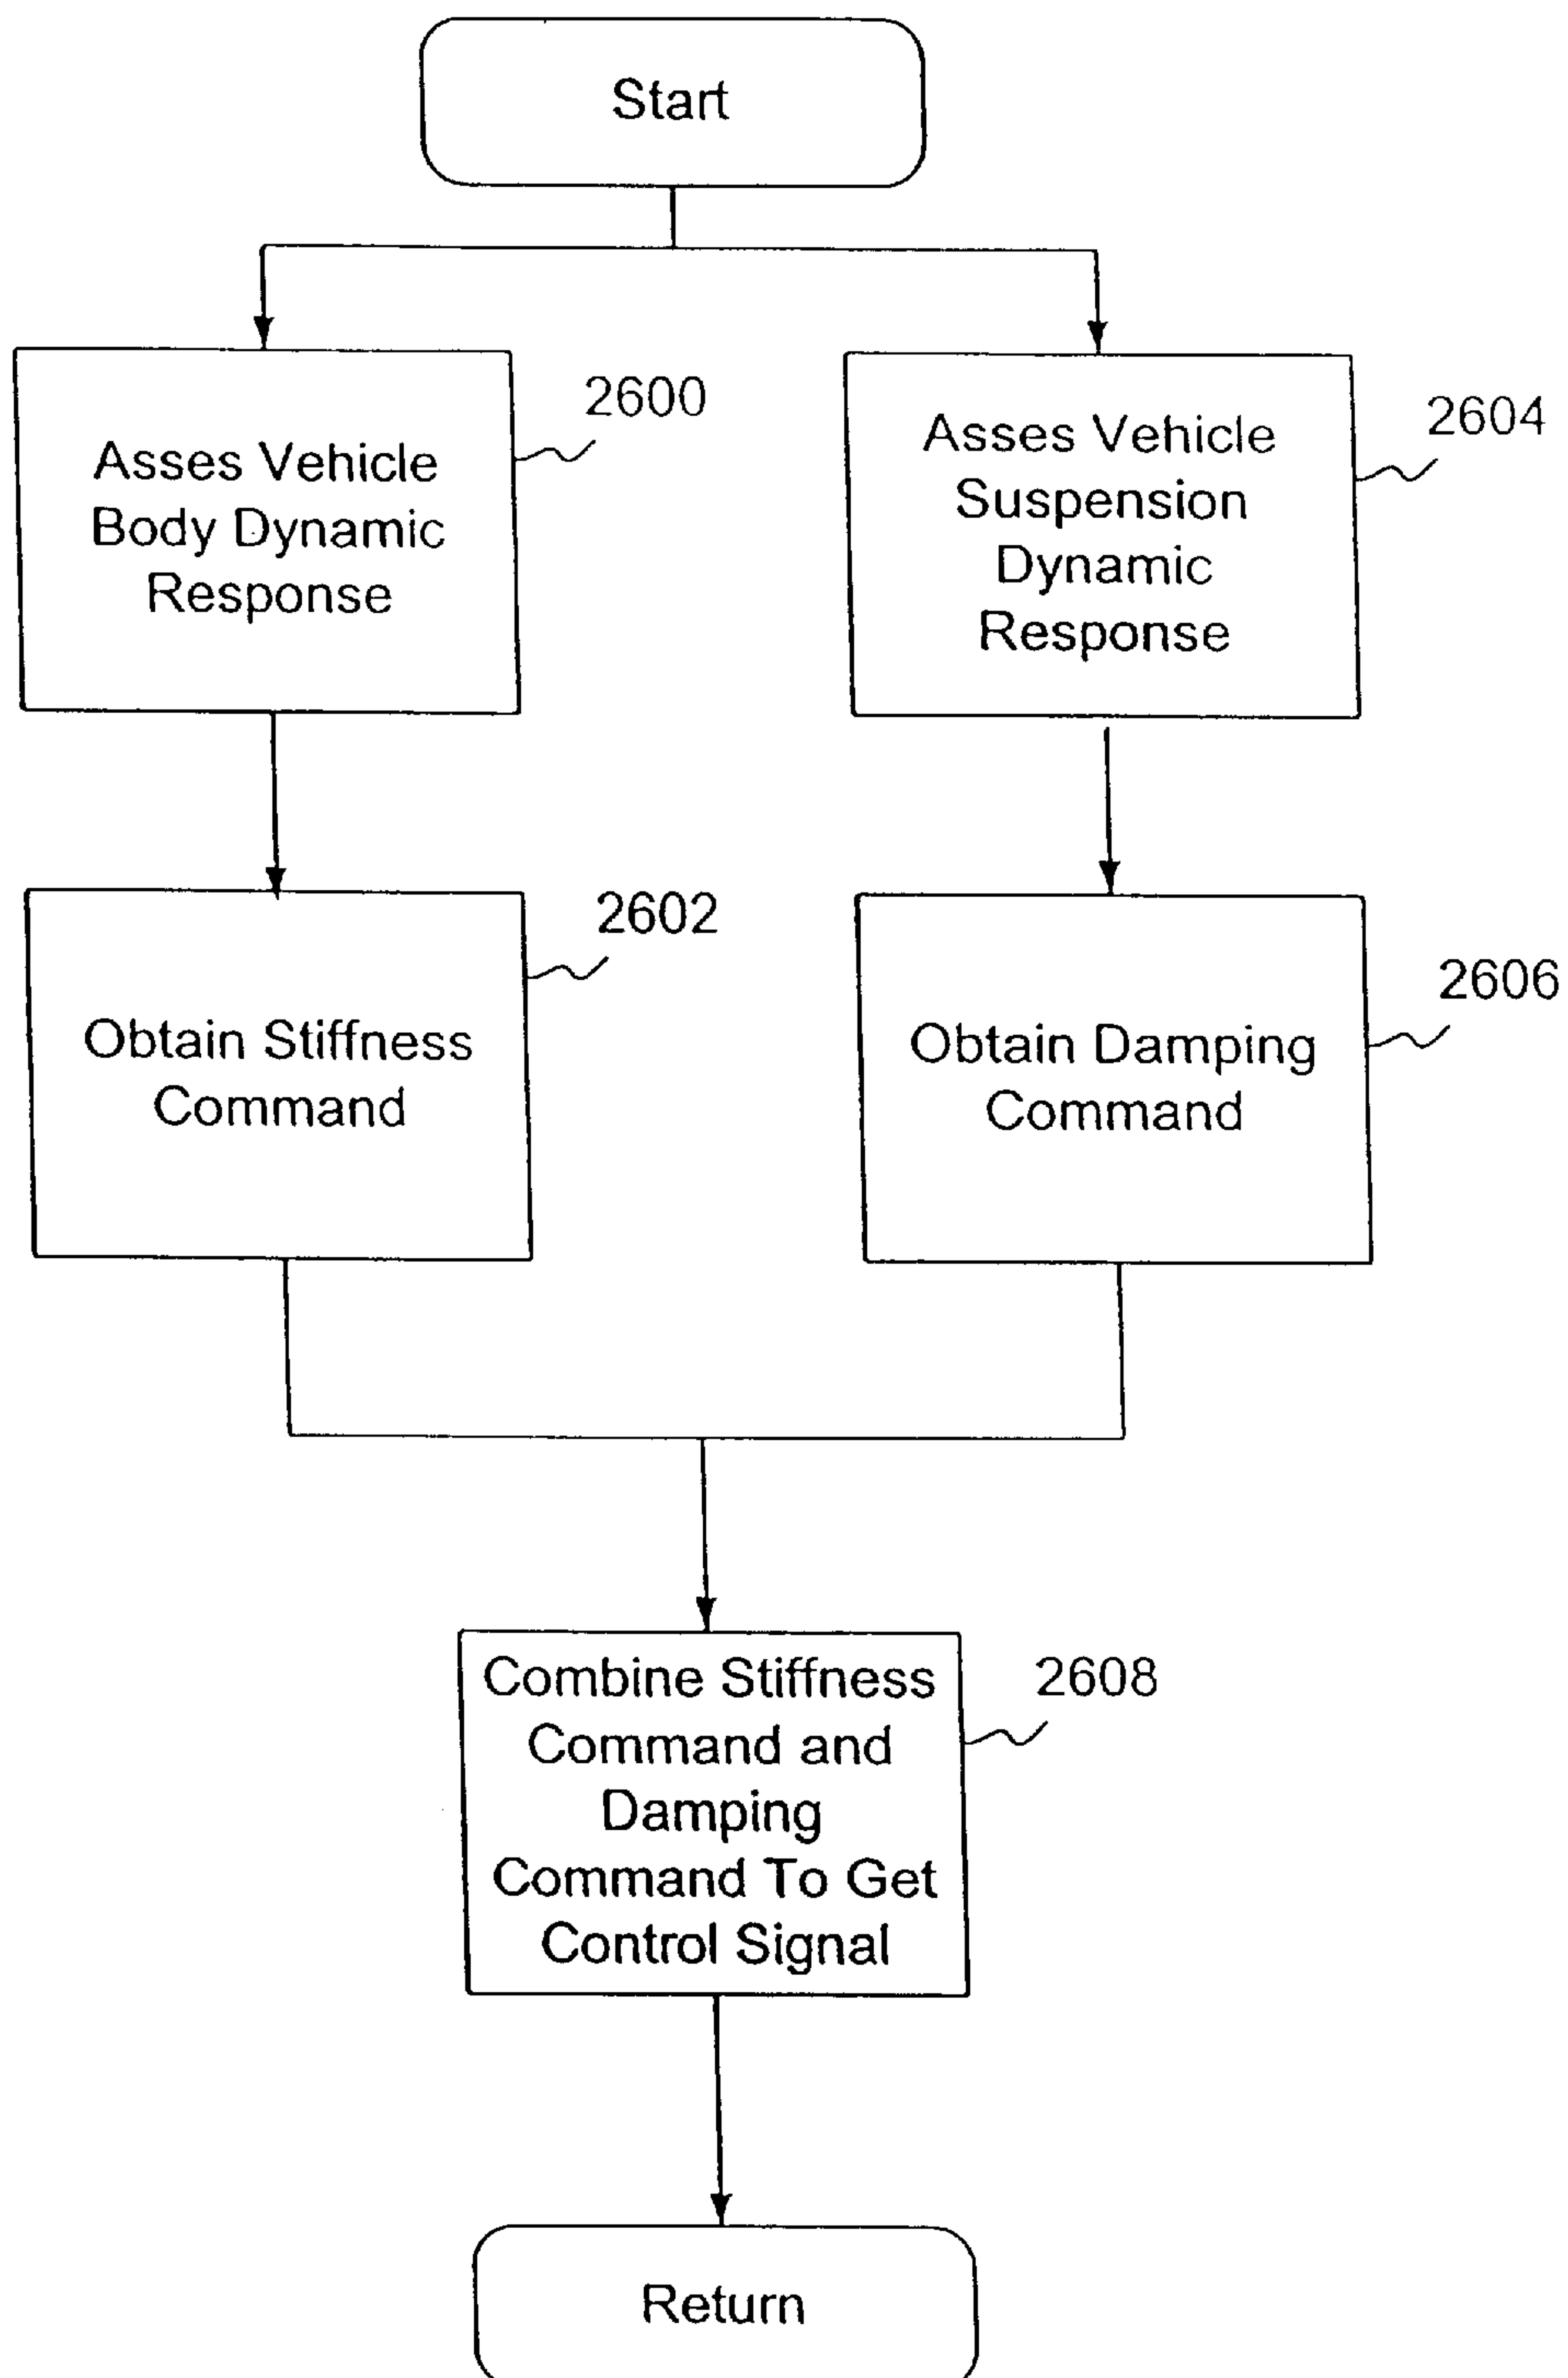 Start
2600
Asses Vehicle
Body Dynamic
Response
2604
Asses Vehicle
Suspension
Dynamic
Response
2602
Obtain Stiffness
Command
2606
Obtain Damping
Command
2608
Combine Stiffness
Command and
Damping
Command To Get
Control Signal
Return